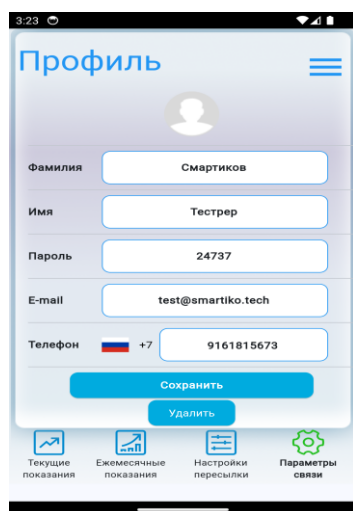 3:23
Профиль
Фамилия Смартиков
Имя Тестрер
Пароль 24737
E-mail test@smartiko.tech
Телефон +7 9161815673
Сохранить
Удалить
Текущие показания
Ежемесячные показания
Настройки пересылки
Параметры связи